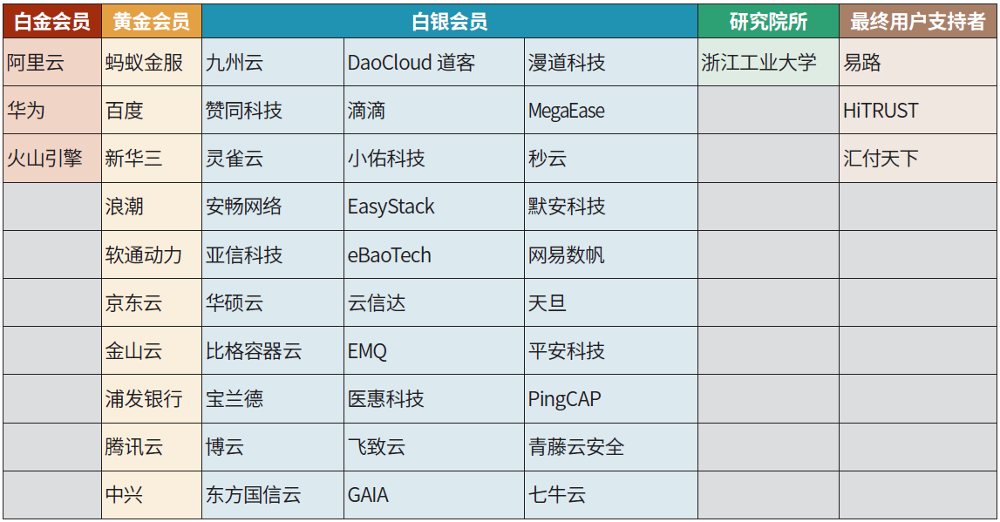 白金会员 黄金会员 白银会员 研究院所 最终用户支持者
阿里云 蚂蚁金服 九州云 DaoCloud 道客 漫道科技 浙江工业大学 易路
华为 百度 赞同科技 滴滴 MegaEase HiTRUST
火山引擎 新华三 灵雀云 小佑科技 秒云 汇付天下
浪潮 安畅网络 EasyStack 默安科技
软通动力 亚信科技 eBaoTech 网易数帆
京东云 华硕云 云信达 天旦
金山云 比格容器云 EMQ 平安科技
浦发银行 宝兰德 医惠科技 PingCAP
腾讯云 博云 飞致云 青藤云安全
中兴 东方国信云 GAIA 七牛云